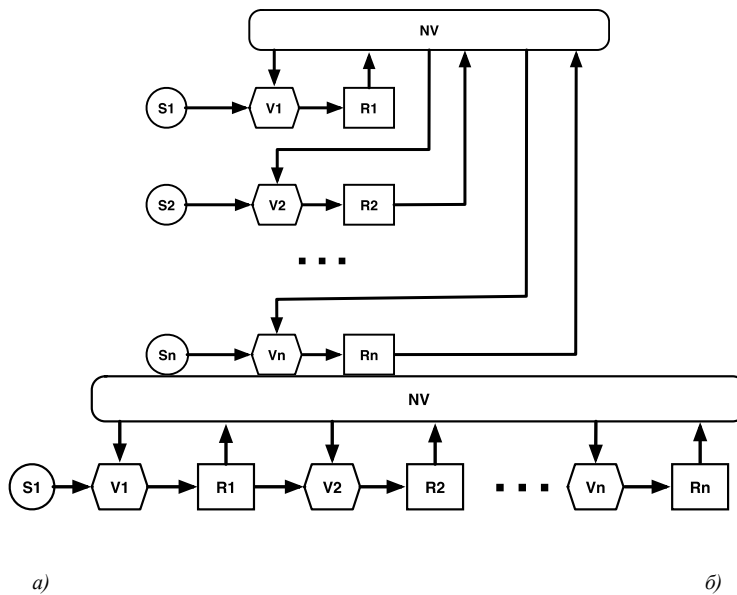 NV
S1 V1 R1
S2 V2 R2
...
Sn Vn Rn
NV
S1 V1 R1 V2 R2 ... Vn Rn
а) б)